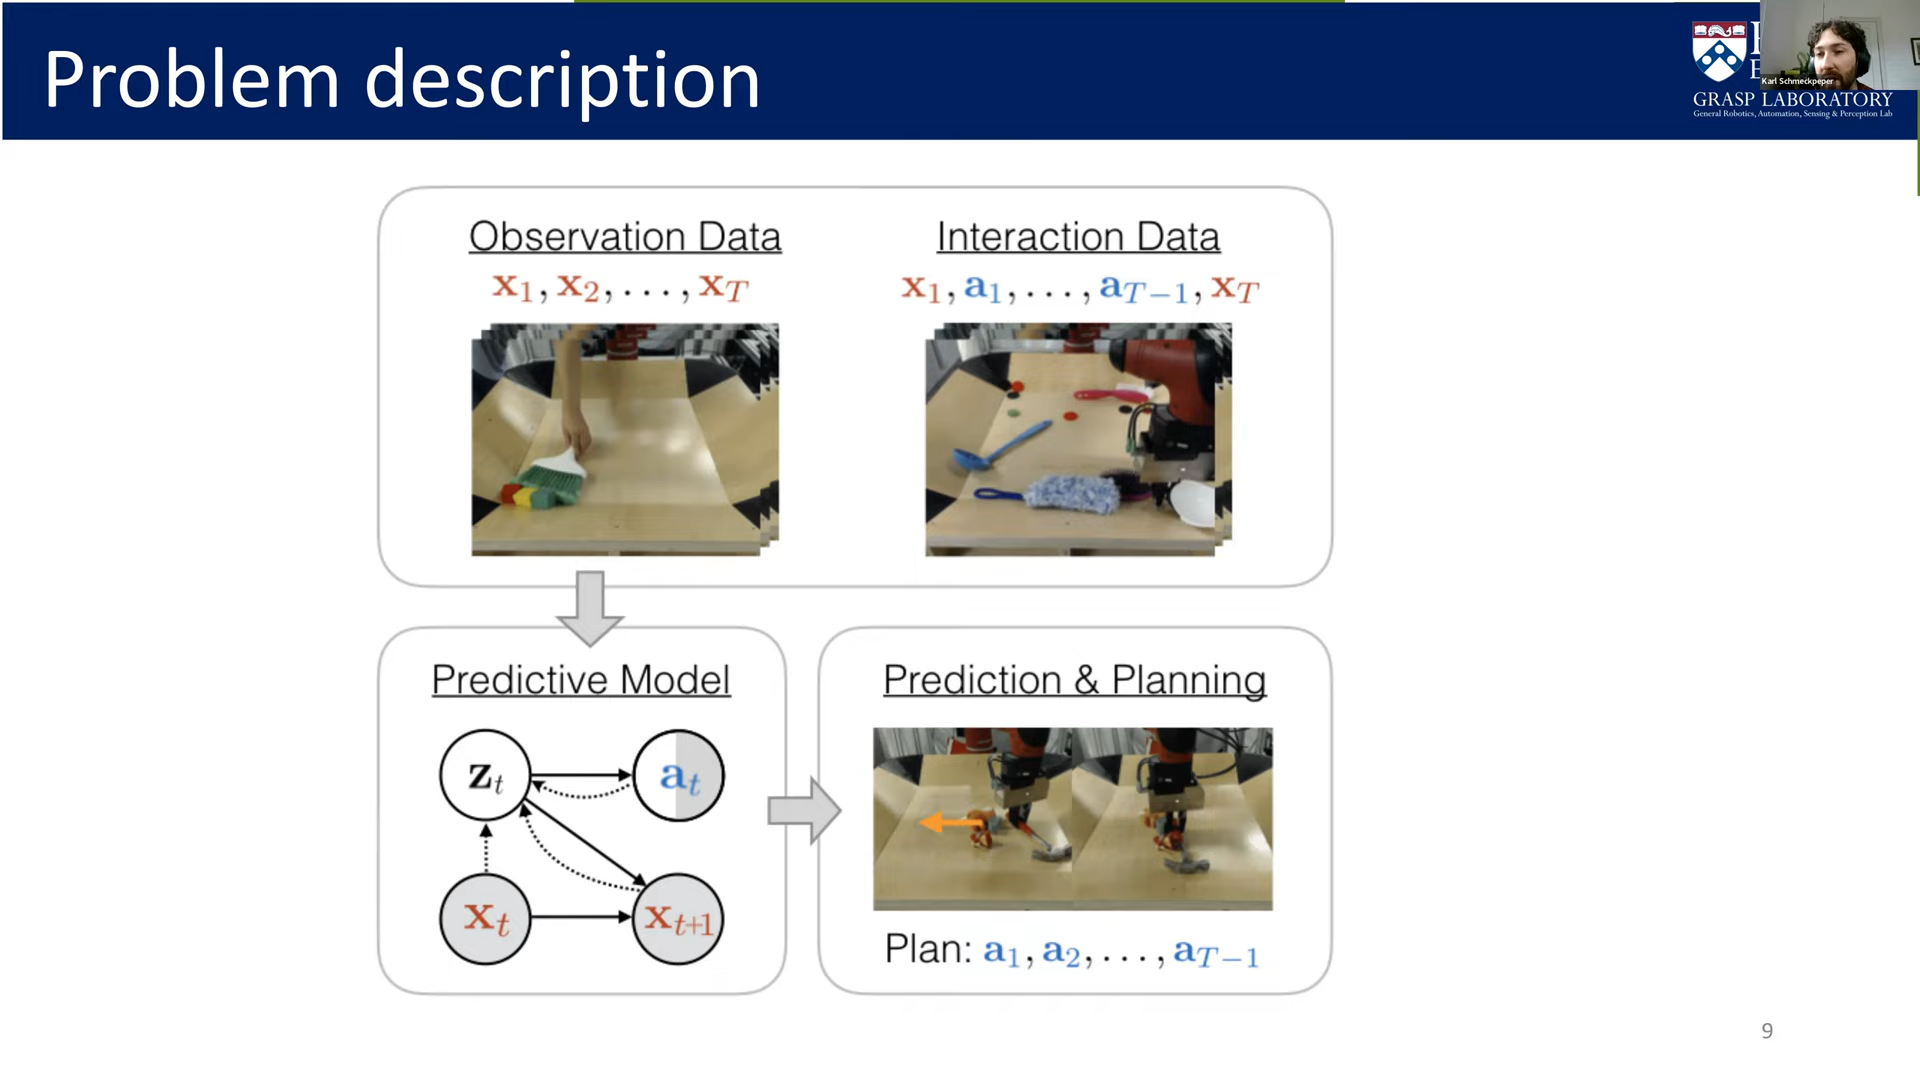 Problem description
Karl Schmeckpeper
GRASP LABORATORY
General Robotics, Automation, Sensing & Perception Lab
Observation Data
x₁, x₂, . . . , x_T
Interaction Data
x₁, a₁, . . . , a_{T−1}, x_T
Predictive Model
z_t
a_t
x_t
x_{t+1}
Prediction & Planning
Plan: a₁, a₂, . . . , a_{T−1}
9